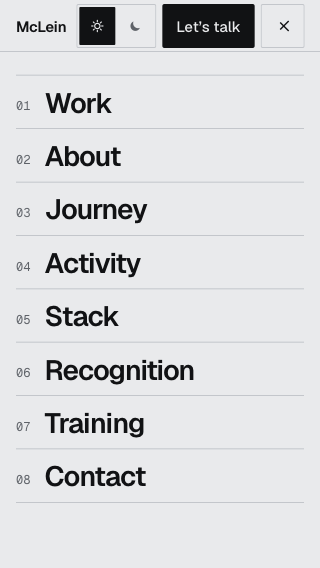 McLein
Let's talk
01 Work
02 About
03 Journey
04 Activity
05 Stack
06 Recognition
07 Training
08 Contact